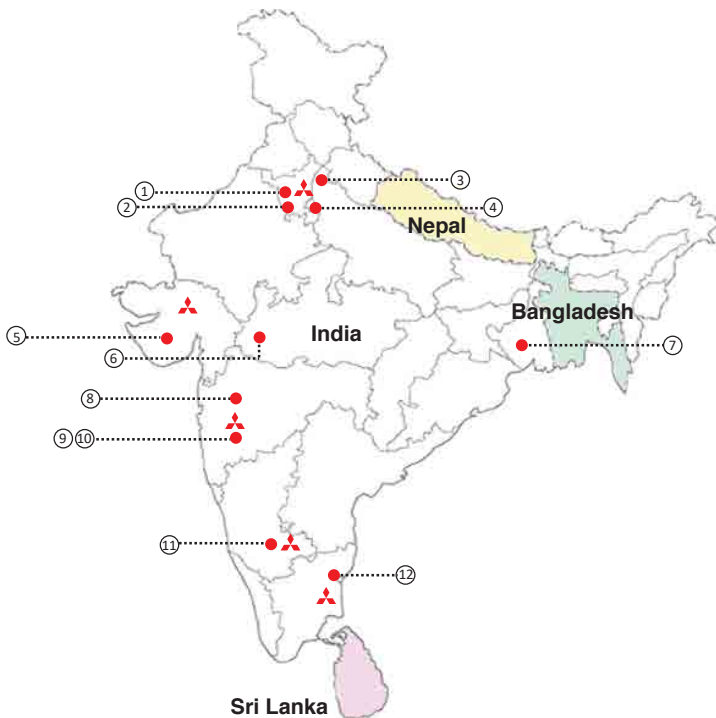 ① ③
② ④
Nepal
Bangladesh
⑤ India
⑥ ⑦
⑧
⑨ ⑩
⑪
⑫
Sri Lanka